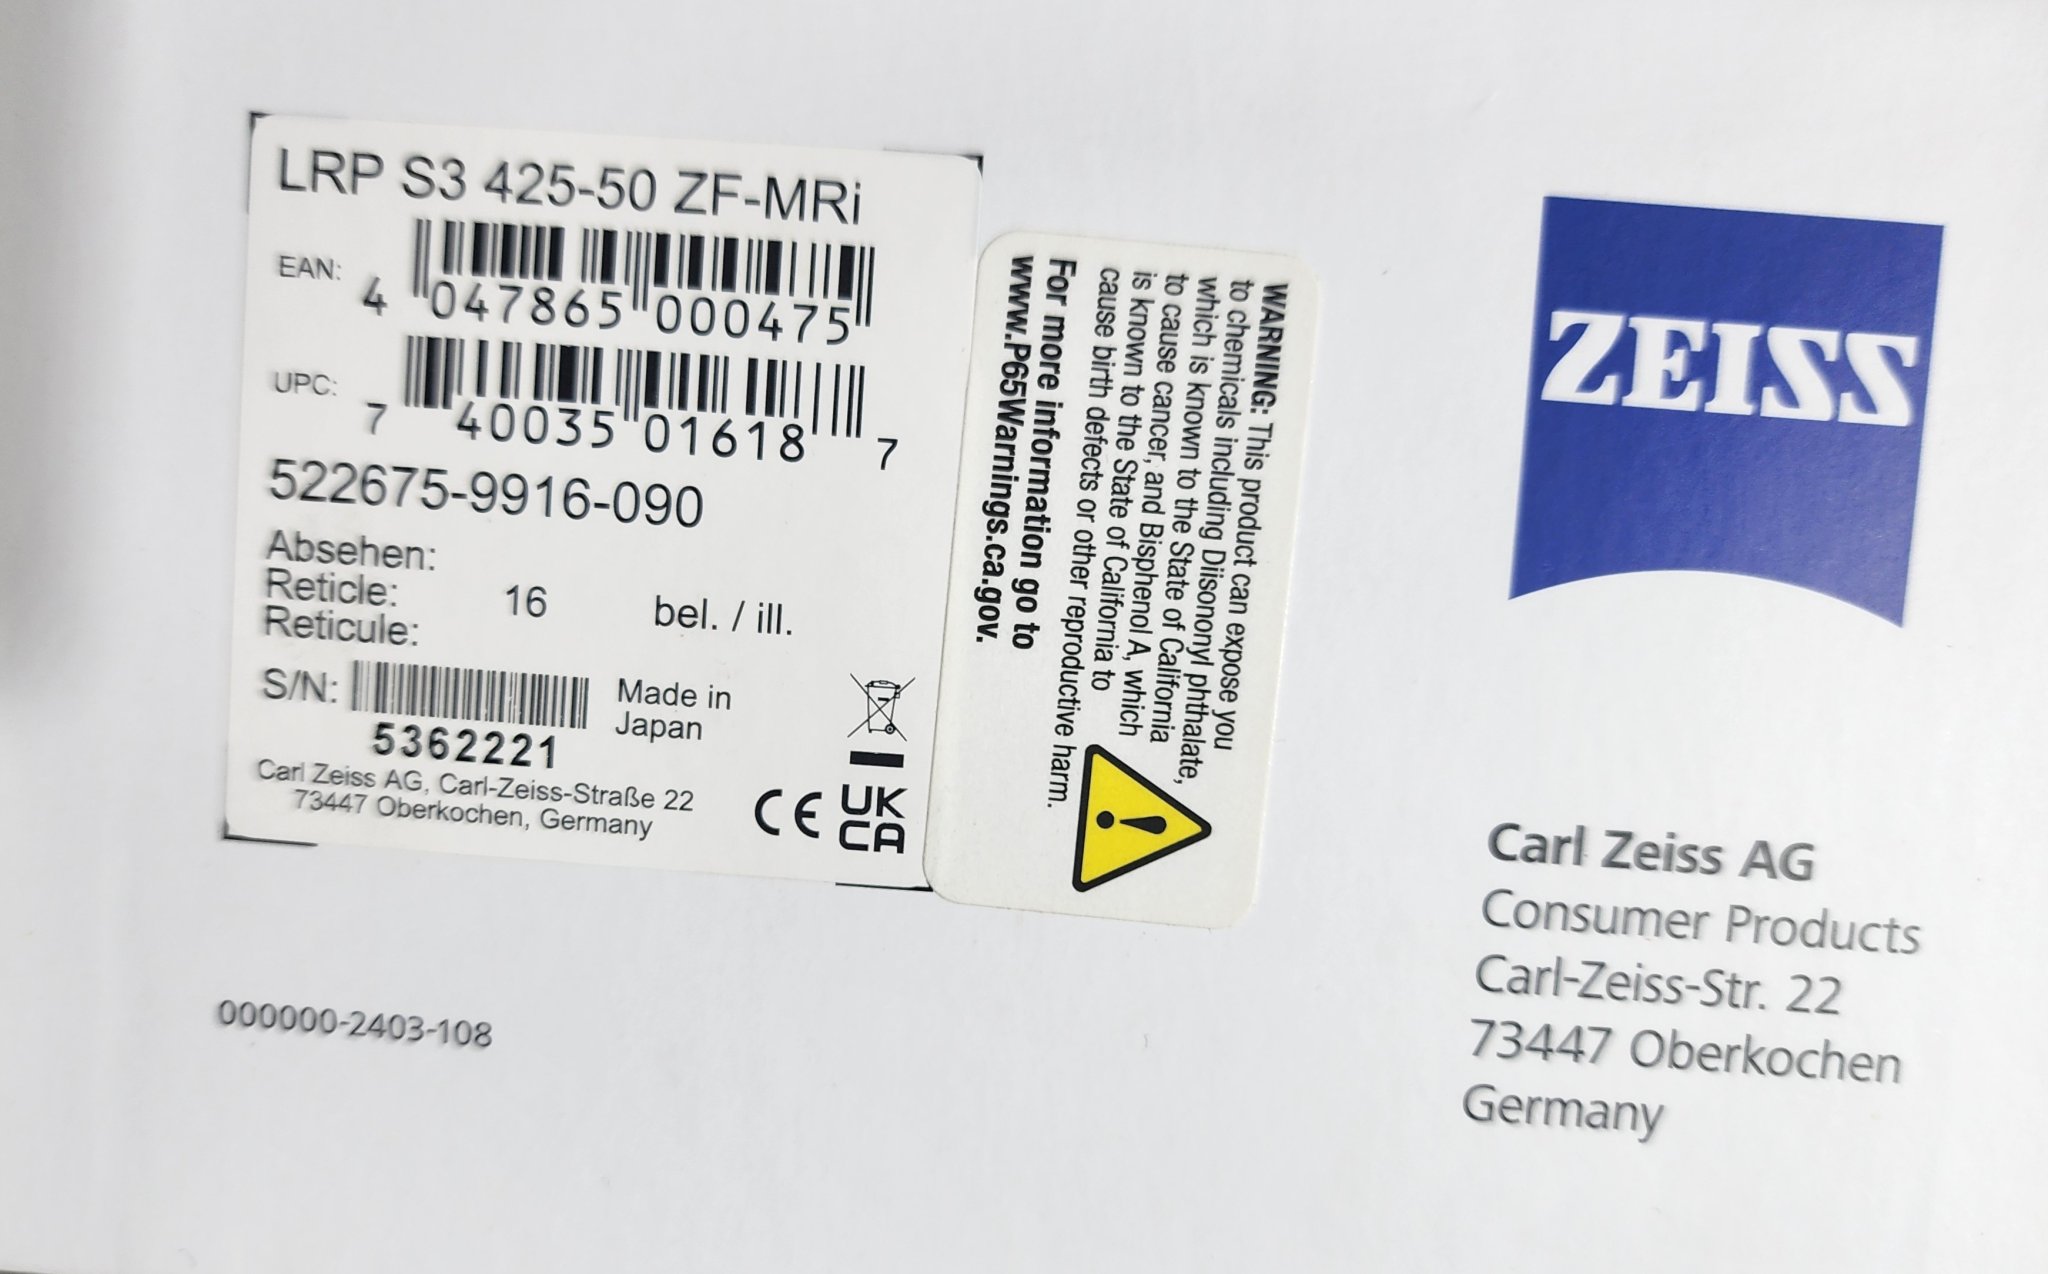 LRP S3 425-50 ZF-MRi
EAN: 4 047865 000475
UPC: 7 40035 01618 7
522675-9916-090
Absehen:
Reticle: 16 bel. / ill.
Reticule:
S/N:
5362221
Made in
Japan
Carl Zeiss AG, Carl-Zeiss-Straße 22
73447 Oberkochen, Germany
CE
UK
CA
WARNING: This product can expose you
to chemicals including Diisononyl phthalate,
which is known to the State of California
to cause cancer, and Bisphenol A, which
is known to the State of California to
cause birth defects or other reproductive harm.
For more information go to
www.P65Warnings.ca.gov.
ZEISS
Carl Zeiss AG
Consumer Products
Carl-Zeiss-Str. 22
73447 Oberkochen
Germany
000000-2403-108